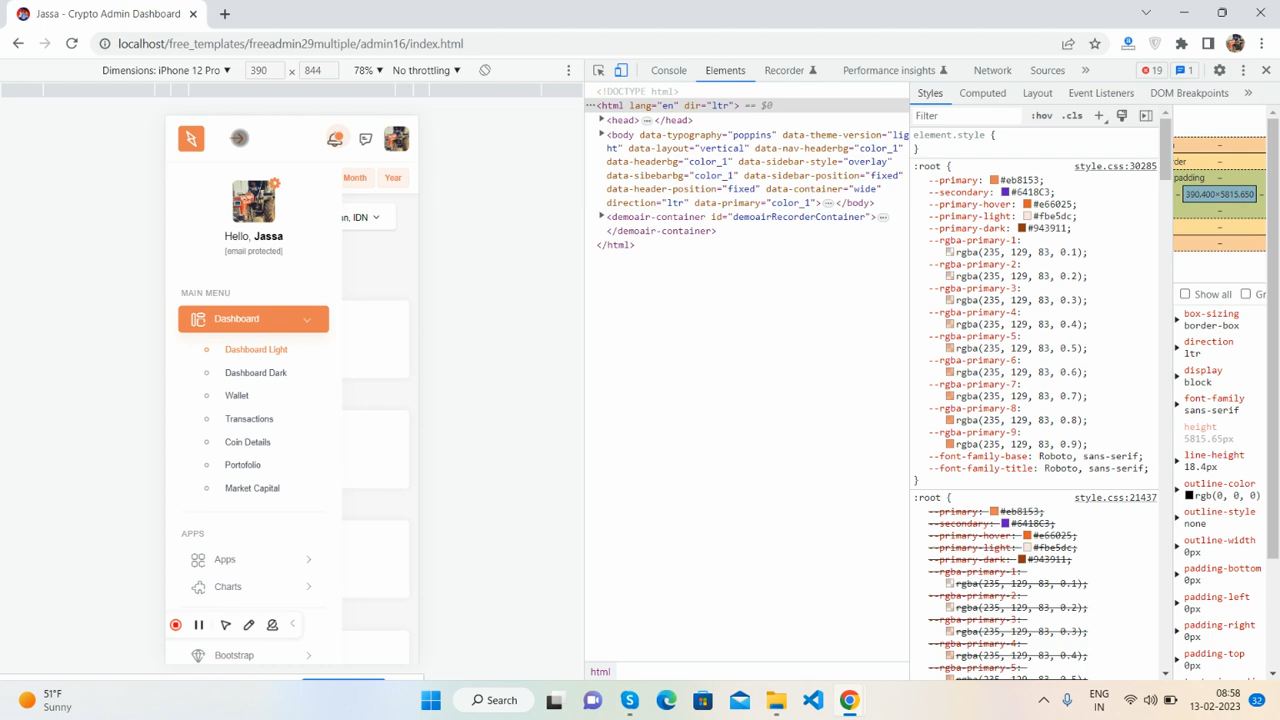 Jassa - Crypto Admin Dashboard
localhost/free_templates/freeadmin29multiple/admin16/index.html
Dimensions: iPhone 12 Pro 390 × 844 78% No throttling
Console Elements Recorder Performance insights Network Sources » 19 1
Month Year
n, IDN
Hello, Jassa
[email protected]
MAIN MENU
Dashboard
Dashboard Light
Dashboard Dark
Wallet
Transactions
Coin Details
Portofolio
Market Capital
APPS
Apps
Charts
Bootstrap
<!DOCTYPE html>
<html lang="en" dir="ltr"> == $0
<head> </head>
<body data-typography="poppins" data-theme-version="lig
ht" data-layout="vertical" data-nav-headerbg="color_1"
data-headerbg="color_1" data-sidebar-style="overlay"
data-sibebarbg="color_1" data-sidebar-position="fixed"
data-header-position="fixed" data-container="wide"
direction="ltr" data-primary="color_1"> </body>
<demoair-container id="demoairRecorderContainer">
</demoair-container>
</html>
html
Styles Computed Layout Event Listeners DOM Breakpoints »
Filter :hov .cls +
element.style {
}
:root { style.css:30285
--primary: #eb8153;
--secondary: #6418C3;
--primary-hover: #e66025;
--primary-light: #fbe5dc;
--primary-dark: #943911;
--rgba-primary-1:
rgba(235, 129, 83, 0.1);
--rgba-primary-2:
rgba(235, 129, 83, 0.2);
--rgba-primary-3:
rgba(235, 129, 83, 0.3);
--rgba-primary-4:
rgba(235, 129, 83, 0.4);
--rgba-primary-5:
rgba(235, 129, 83, 0.5);
--rgba-primary-6:
rgba(235, 129, 83, 0.6);
--rgba-primary-7:
rgba(235, 129, 83, 0.7);
--rgba-primary-8:
rgba(235, 129, 83, 0.8);
--rgba-primary-9:
rgba(235, 129, 83, 0.9);
--font-family-base: Roboto, sans-serif;
--font-family-title: Roboto, sans-serif;
}
:root { style.css:21437
--primary: #eb8153;
--secondary: #6418C3;
--primary-hover: #e66025;
--primary-light: #fbe5dc;
--primary-dark: #943911;
--rgba-primary-1:
rgba(235, 129, 83, 0.1);
--rgba-primary-2:
rgba(235, 129, 83, 0.2);
--rgba-primary-3:
rgba(235, 129, 83, 0.3);
--rgba-primary-4:
rgba(235, 129, 83, 0.4);
--rgba-primary-5:
rder
padding
390.400×5815.650
Show all Gr
box-sizing
border-box
direction
ltr
display
block
font-family
sans-serif
height
5815.65px
line-height
18.4px
outline-color
rgb(0, 0, 0)
outline-style
none
outline-width
0px
padding-bottom
0px
padding-left
0px
padding-right
0px
padding-top
0px
51°F
Sunny
Search
ENG
IN
08:58
13-02-2023
32